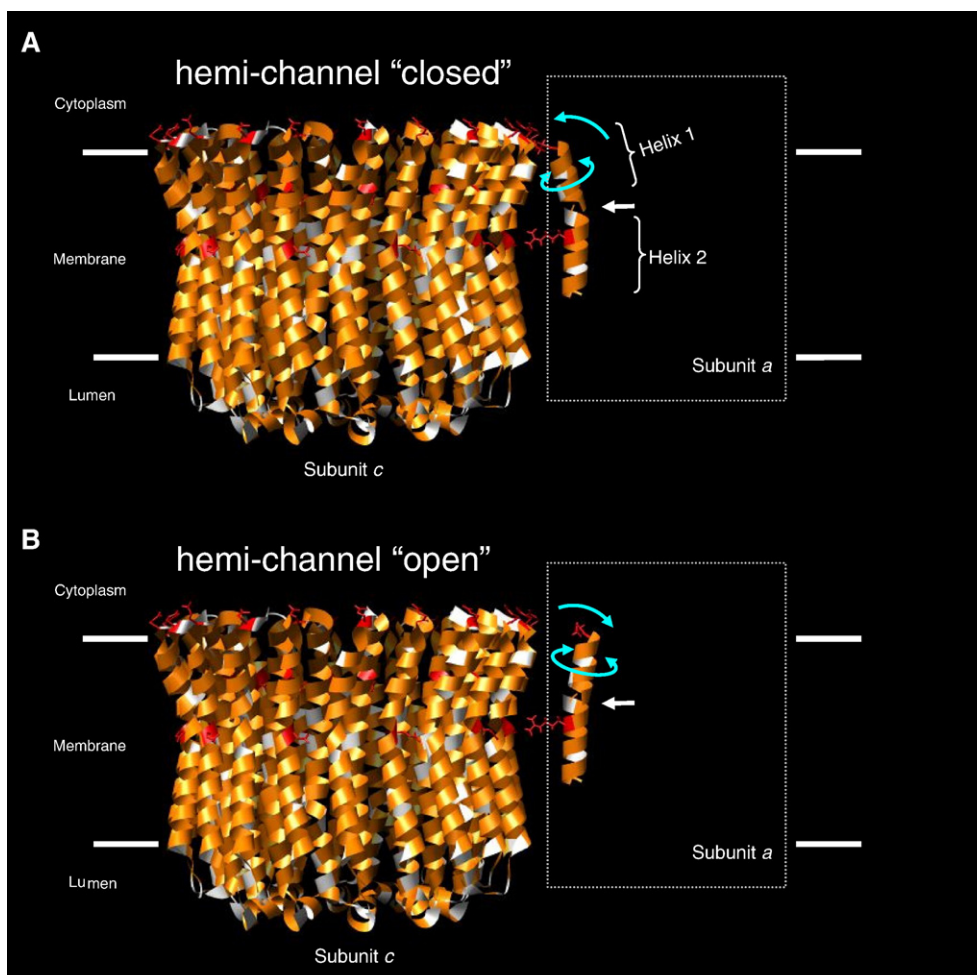 A
hemi-channel “closed”
Cytoplasm
Helix 1
Membrane
Helix 2
Subunit a
Lumen
Subunit c
B
hemi-channel “open”
Cytoplasm
Membrane
Subunit a
Lumen
Subunit c